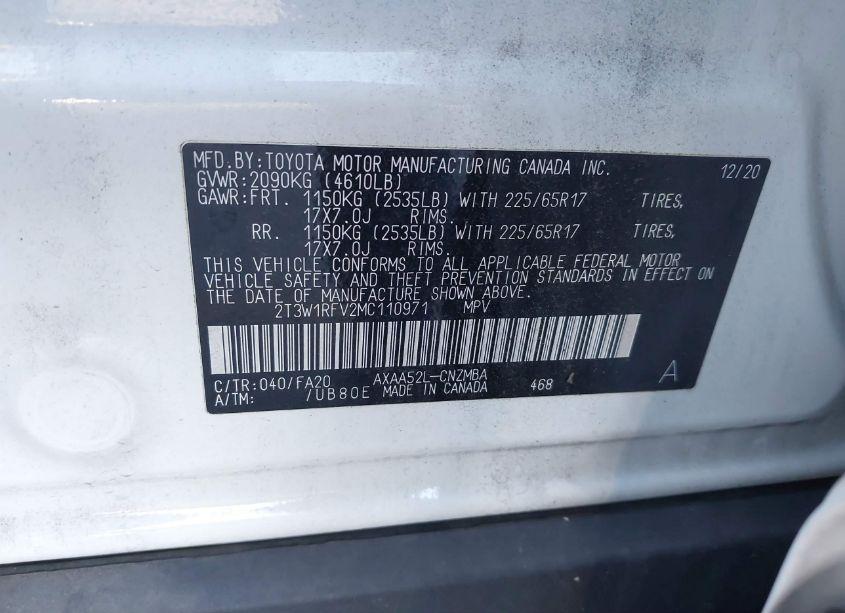 MFD.BY:TOYOTA MOTOR MANUFACTURING CANADA INC. 12/20
GVWR:2090KG (4610LB)
GAWR:FRT. 1150KG (2535LB) WITH 225/65R17 TIRES,
17X7.0J RIMS.
RR. 1150KG (2535LB) WITH 225/65R17 TIRES,
17X7.0J RIMS.
THIS VEHICLE CONFORMS TO ALL APPLICABLE FEDERAL MOTOR
VEHICLE SAFETY AND THEFT PREVENTION STANDARDS IN EFFECT ON
THE DATE OF MANUFACTURE SHOWN ABOVE.
2T3W1RFV2MC110971 MPV
C/TR:040/FA20 AXAA52L-CNZMBA
A/TM: /UB80E MADE IN CANADA 468 A